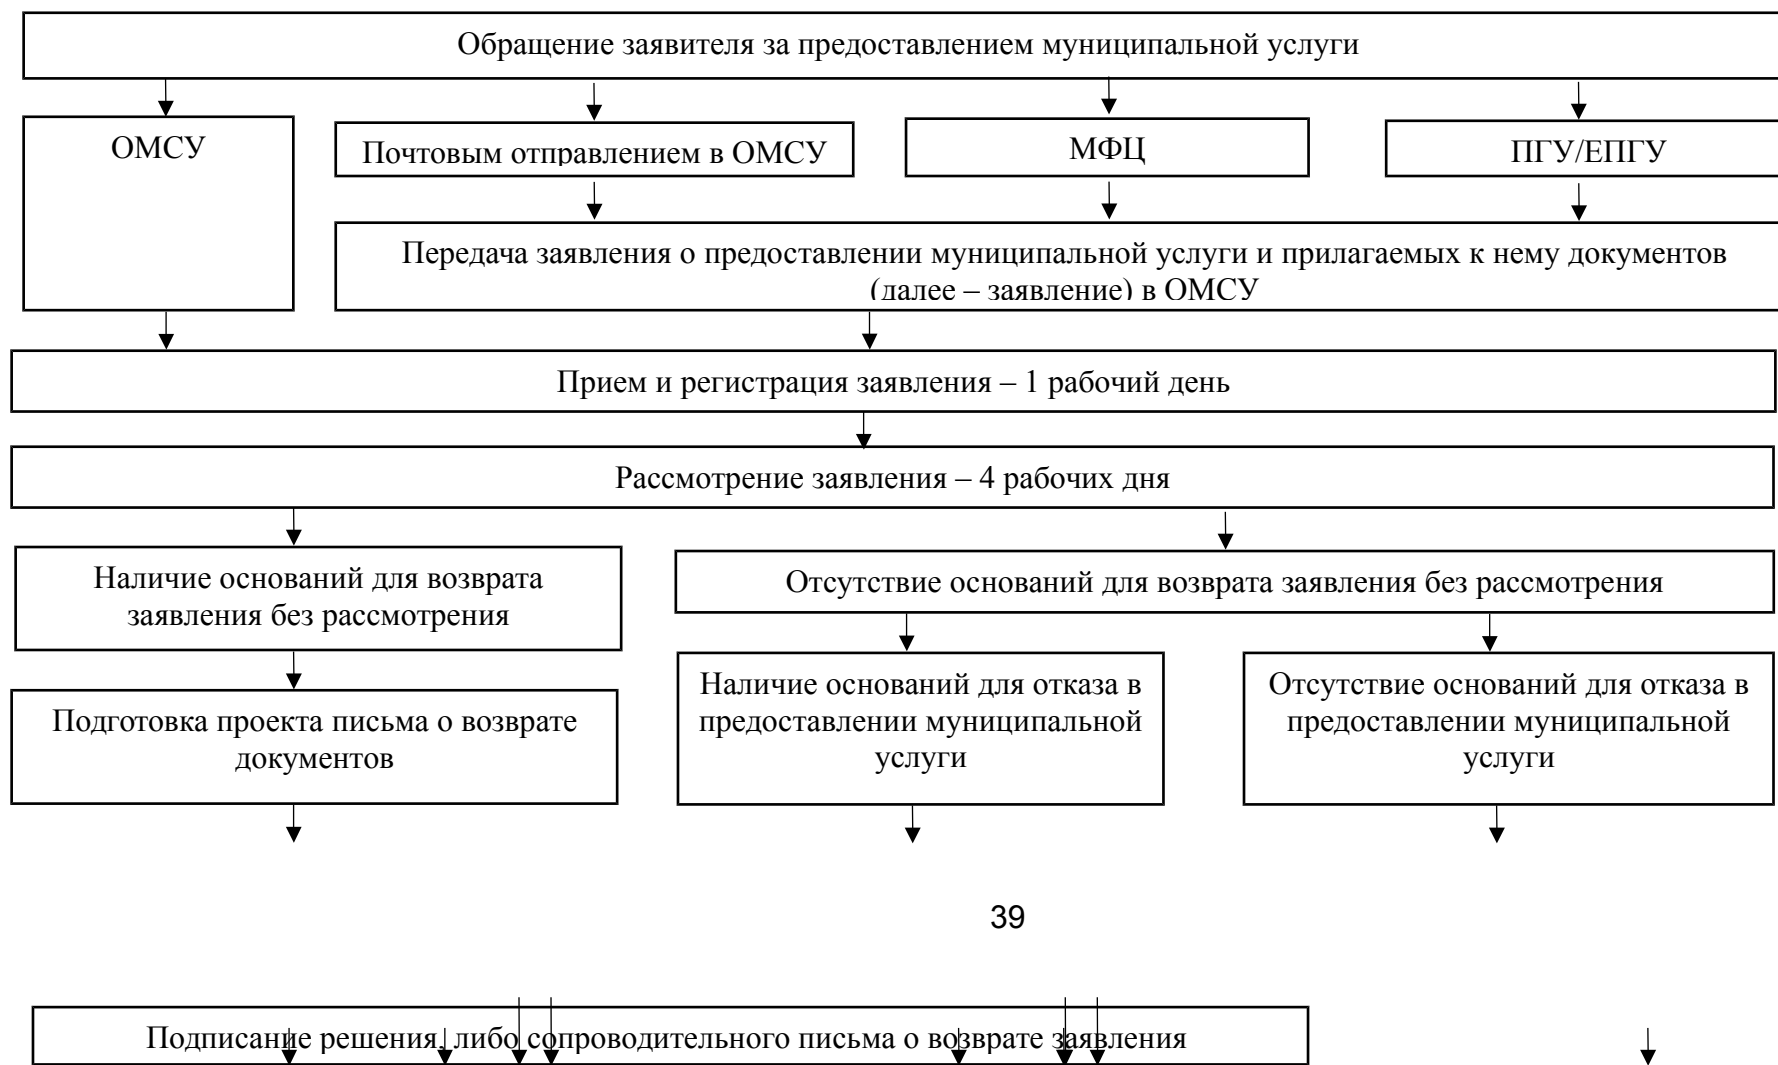 Обращение заявителя за предоставлением муниципальной услуги
ОМСУ
Почтовым отправлением в ОМСУ
МФЦ
ПГУ/ЕПГУ
Передача заявления о предоставлении муниципальной услуги и прилагаемых к нему документов
(далее – заявление) в ОМСУ
Прием и регистрация заявления – 1 рабочий день
Рассмотрение заявления – 4 рабочих дня
Наличие оснований для возврата
заявления без рассмотрения
Отсутствие оснований для возврата заявления без рассмотрения
Подготовка проекта письма о возврате
документов
Наличие оснований для отказа в
предоставлении муниципальной
услуги
Отсутствие оснований для отказа в
предоставлении муниципальной
услуги
39
Подписание решения, либо сопроводительного письма о возврате заявления